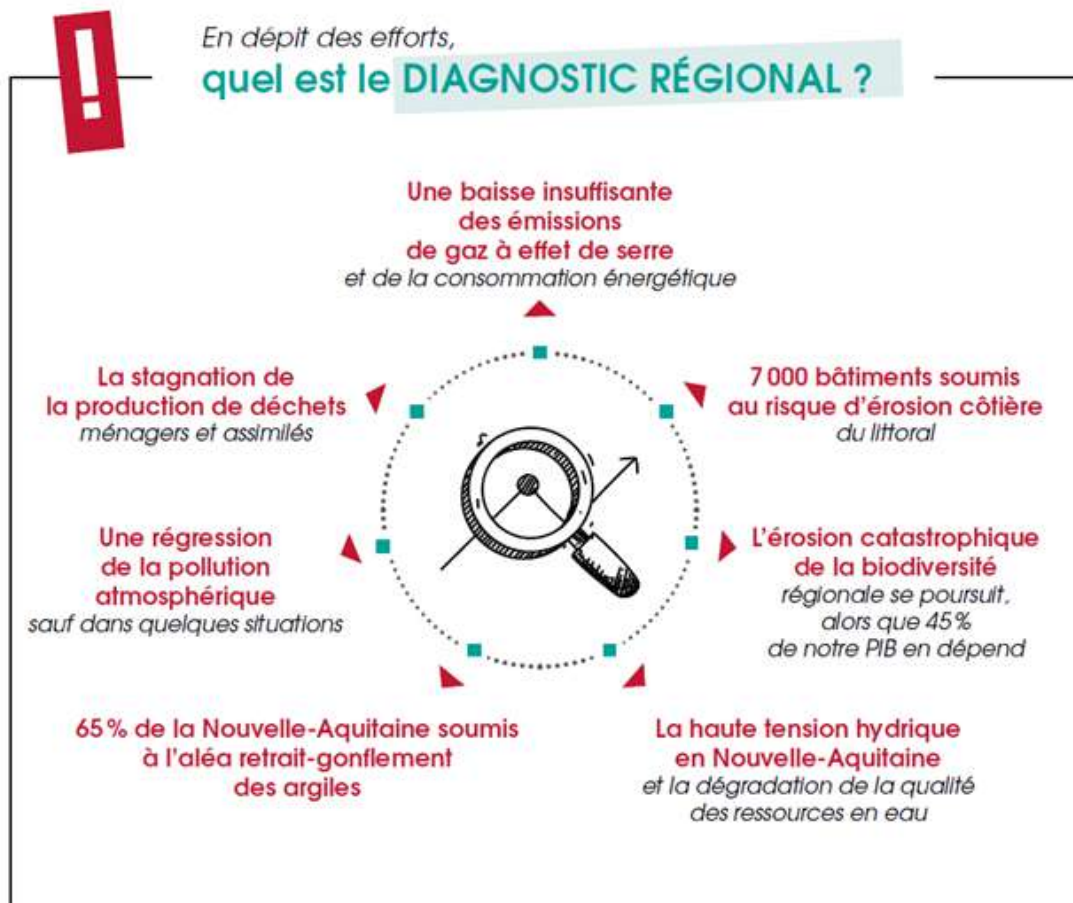 !
En dépit des efforts,
quel est le DIAGNOSTIC RÉGIONAL ?
Une baisse insuffisante
des émissions
de gaz à effet de serre
et de la consommation énergétique
7 000 bâtiments soumis
au risque d'érosion côtière
du littoral
L'érosion catastrophique
de la biodiversité
régionale se poursuit,
alors que 45 %
de notre PIB en dépend
La haute tension hydrique
en Nouvelle-Aquitaine
et la dégradation de la qualité
des ressources en eau
65 % de la Nouvelle-Aquitaine soumis
à l'aléa retrait-gonflement
des argiles
Une régression
de la pollution
atmosphérique
sauf dans quelques situations
La stagnation de
la production de déchets
ménagers et assimilés